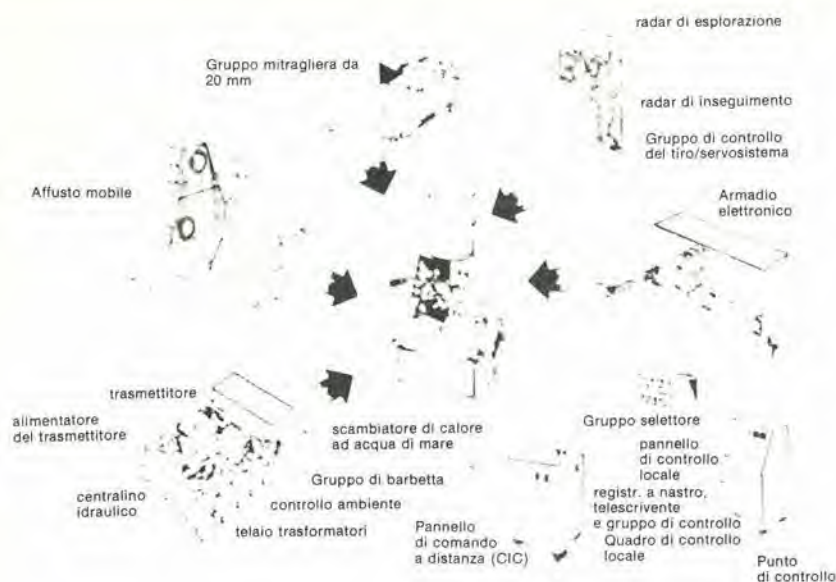 radar di esplorazione
Gruppo mitragliera da
20 mm
radar di inseguimento
Gruppo di controllo
del tiro/servosistema
Affusto mobile
Armadio
elettronico
trasmettitore
alimentatore
del trasmettitore
scambiatore di calore
ad acqua di mare
Gruppo selettore
pannello
di controllo
locale
Gruppo di barbetta
centralino
idraulico
controllo ambiente
telaio trasformatori
registr. a nastro,
telescrivente
e gruppo di controllo
Pannello
di comando
a distanza (CIC)
Quadro di controllo
locale
Punto
di controllo